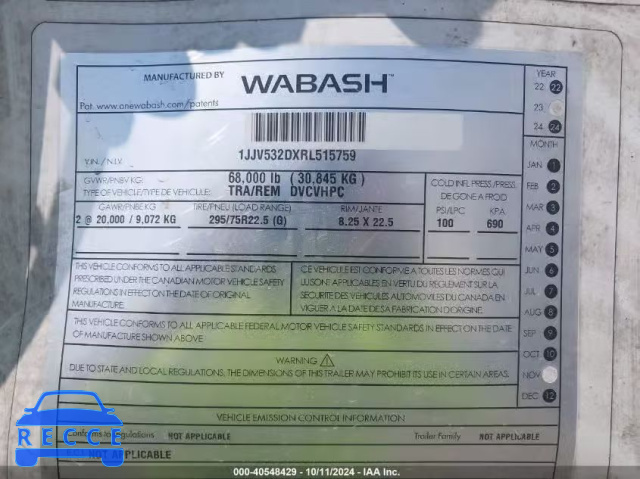 MANUFACTURED BY WABASH
Pat. www.onewabash.com/patents
1JJV532DXRL515759
V.I.N. / N.I.V.
GVWR/PNBV KG: 68,000 lb ( 30,845 KG )
TYPE OF VEHICLE/TYPE DE VEHICULE: TRA/REM DVCVHPC
COLD INFL. PRESS./PRESS.
DE GONF. A FROID
GAWR/PNBE KG TIRE/PNEU (LOAD RANGE) RIM/JANTE PSI/LPC KPA
2 @ 20,000 / 9,072 KG 295/75R22.5 (G) 8.25 X 22.5 100 690
THIS VEHICLE CONFORMS TO ALL APPLICABLE STANDARDS
PRESCRIBED UNDER THE CANADIAN MOTOR VEHICLE SAFETY
REGULATIONS IN EFFECT ON THE DATE OF ORIGINAL
MANUFACTURE.
CE VEHICULE EST CONFORME A TOUTES LES NORMES QUI
LUI SON APPLICABLES EN VERTU DU REGLEMENT SUR LA
SECURITE DES VEHICULES AUTOMOBILES DU CANADA EN
VIGUER A LA DATE DE SA FABRICATION D'ORIGINE.
THIS VEHICLE CONFORMS TO ALL APPLICABLE FEDERAL MOTOR VEHICLE SAFETY STANDARDS IN EFFECT ON THE DATE OF
MANUFACTURE SHOWN ABOVE.
WARNING
DUE TO STATE AND LOCAL REGULATIONS, THE DIMENSIONS OF THIS TRAILER MAY PROHIBIT ITS USE IN CERTAIN AREAS.
VEHICLE EMISSION CONTROL INFORMATION
Conforms to regulations NOT APPLICABLE Trailer Family NOT APPLICABLE
YEAR
22 22
23
24 24
MONTH
JAN 1
FEB 2
MAR 3
APR 4
MAY 5
JUN 6
JUL 7
AUG 8
SEP 9
OCT 10
NOV
DEC 12
RECCE
000-40548429 - 10/11/2024 - IAA Inc.